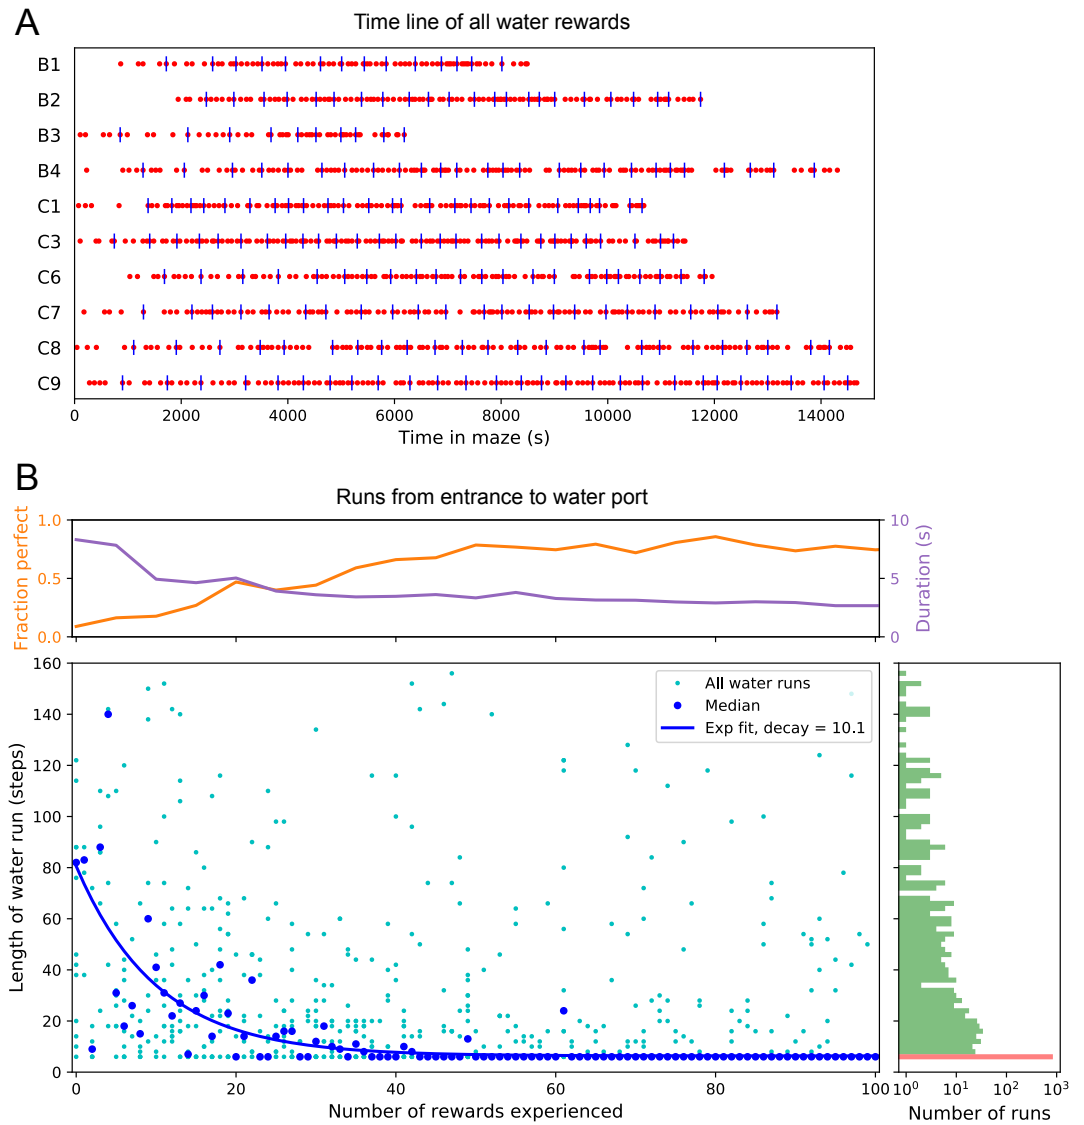 A
Time line of all water rewards
B1
B2
B3
B4
C1
C3
C6
C7
C8
C9
0 2000 4000 6000 8000 10000 12000 14000
Time in maze (s)
B
Runs from entrance to water port
Fraction perfect
1.0
0.5
0.0
10
5
0
Duration (s)
Length of water run (steps)
160
140
120
100
80
60
40
20
0
All water runs
Median
Exp fit, decay = 10.1
0 20 40 60 80 100
Number of rewards experienced
10⁰ 10¹ 10² 10³
Number of runs